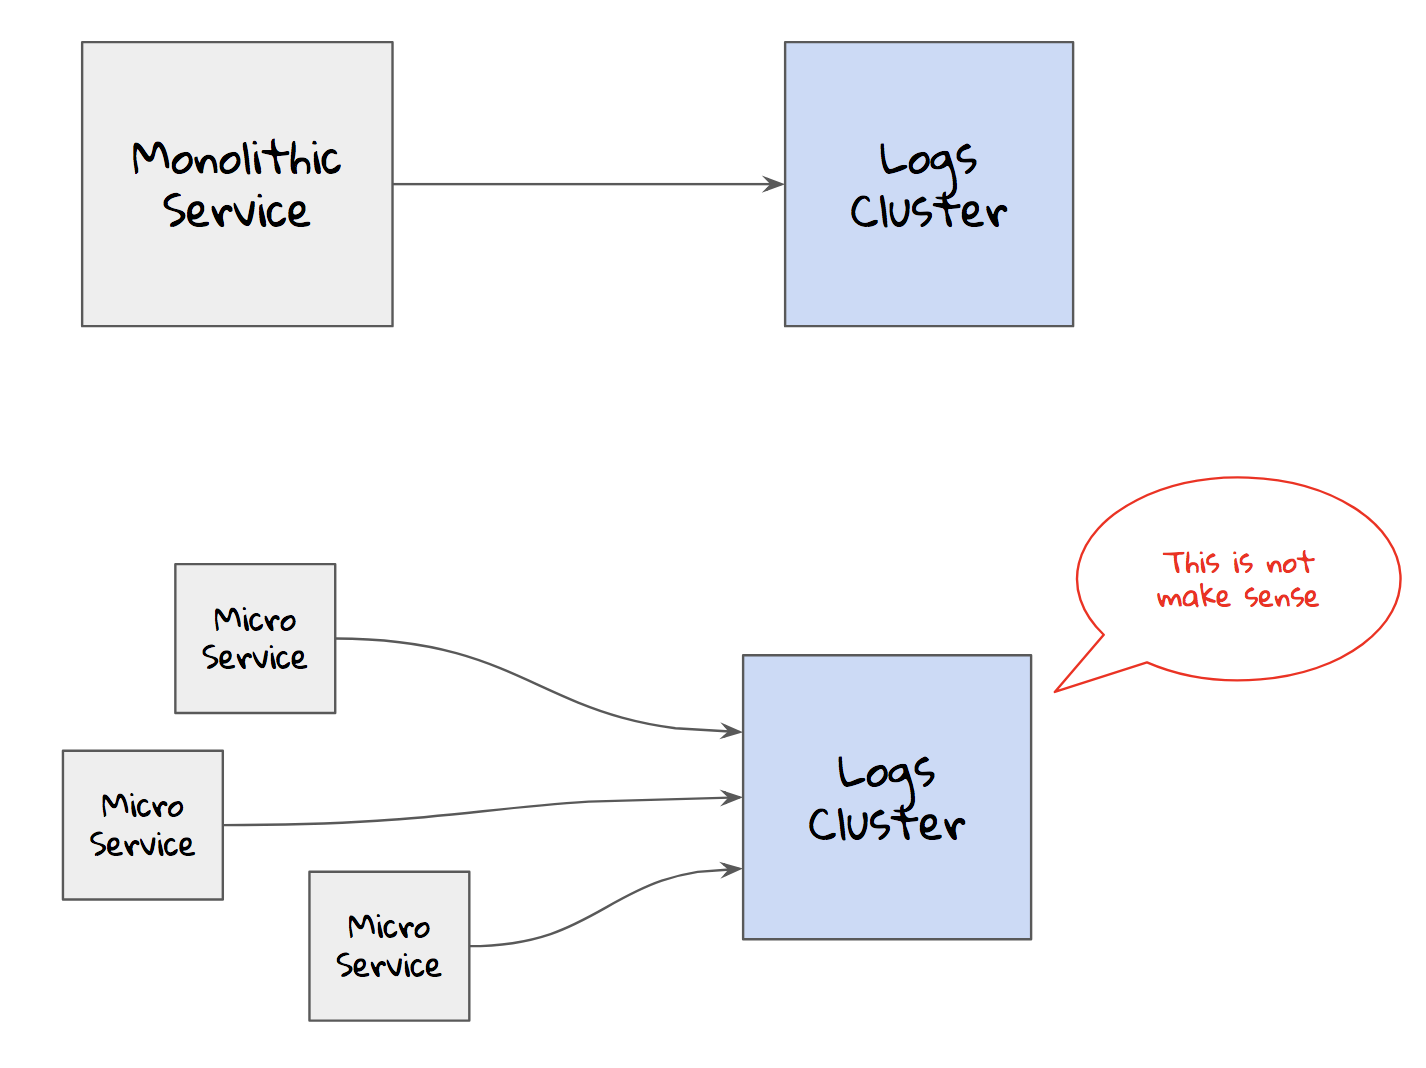 Monolithic
Service
Logs
Cluster
This is not
make sense
Micro
Service
Micro
Service
Micro
Service
Logs
Cluster